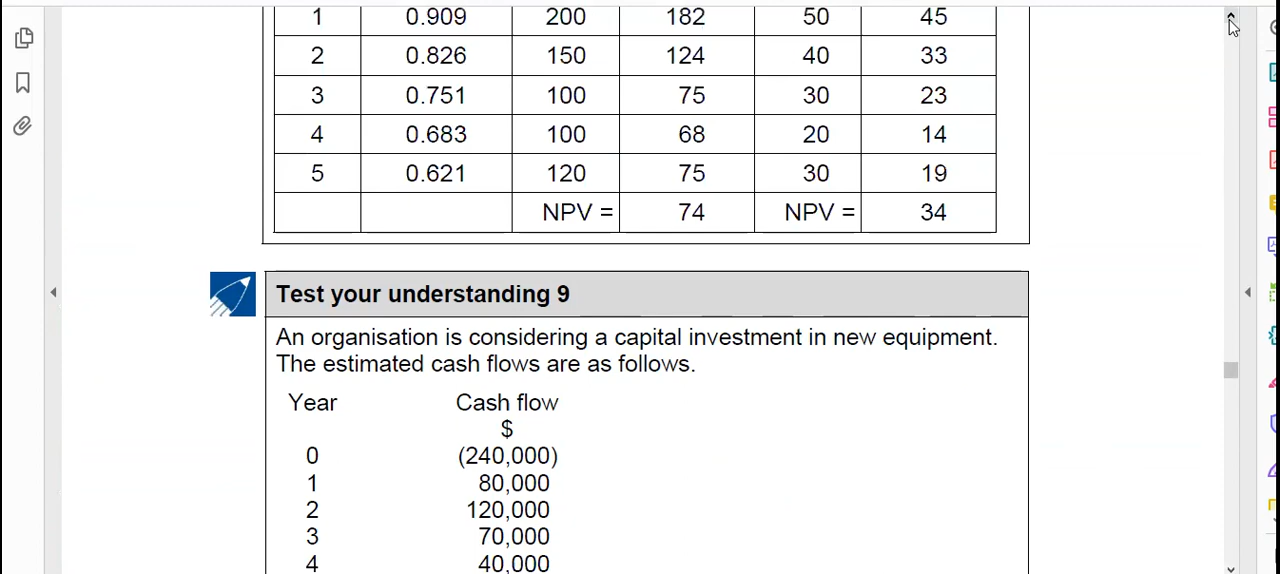 1 0.909 200 182 50 45
2 0.826 150 124 40 33
3 0.751 100 75 30 23
4 0.683 100 68 20 14
5 0.621 120 75 30 19
NPV = 74 NPV = 34
Test your understanding 9
An organisation is considering a capital investment in new equipment.
The estimated cash flows are as follows.
Year Cash flow
$
0 (240,000)
1 80,000
2 120,000
3 70,000
4 40,000